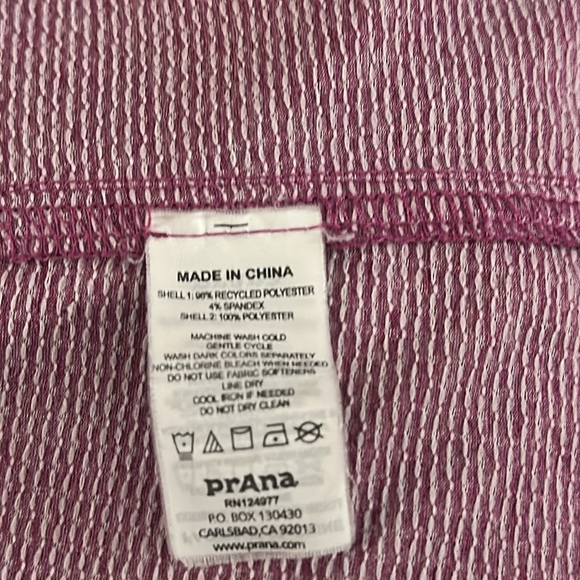 MADE IN CHINA
SHELL 1: 96% RECYCLED POLYESTER
4% SPANDEX
SHELL 2: 100% POLYESTER
MACHINE WASH COLD
GENTLE CYCLE
WASH DARK COLORS SEPARATELY
NON-CHLORINE BLEACH WHEN NEEDED
DO NOT USE FABRIC SOFTENERS
LINE DRY
COOL IRON IF NEEDED
DO NOT DRY CLEAN
prAna
RN124977
P.O. BOX 130430
CARLSBAD,CA 92013
www.prana.com